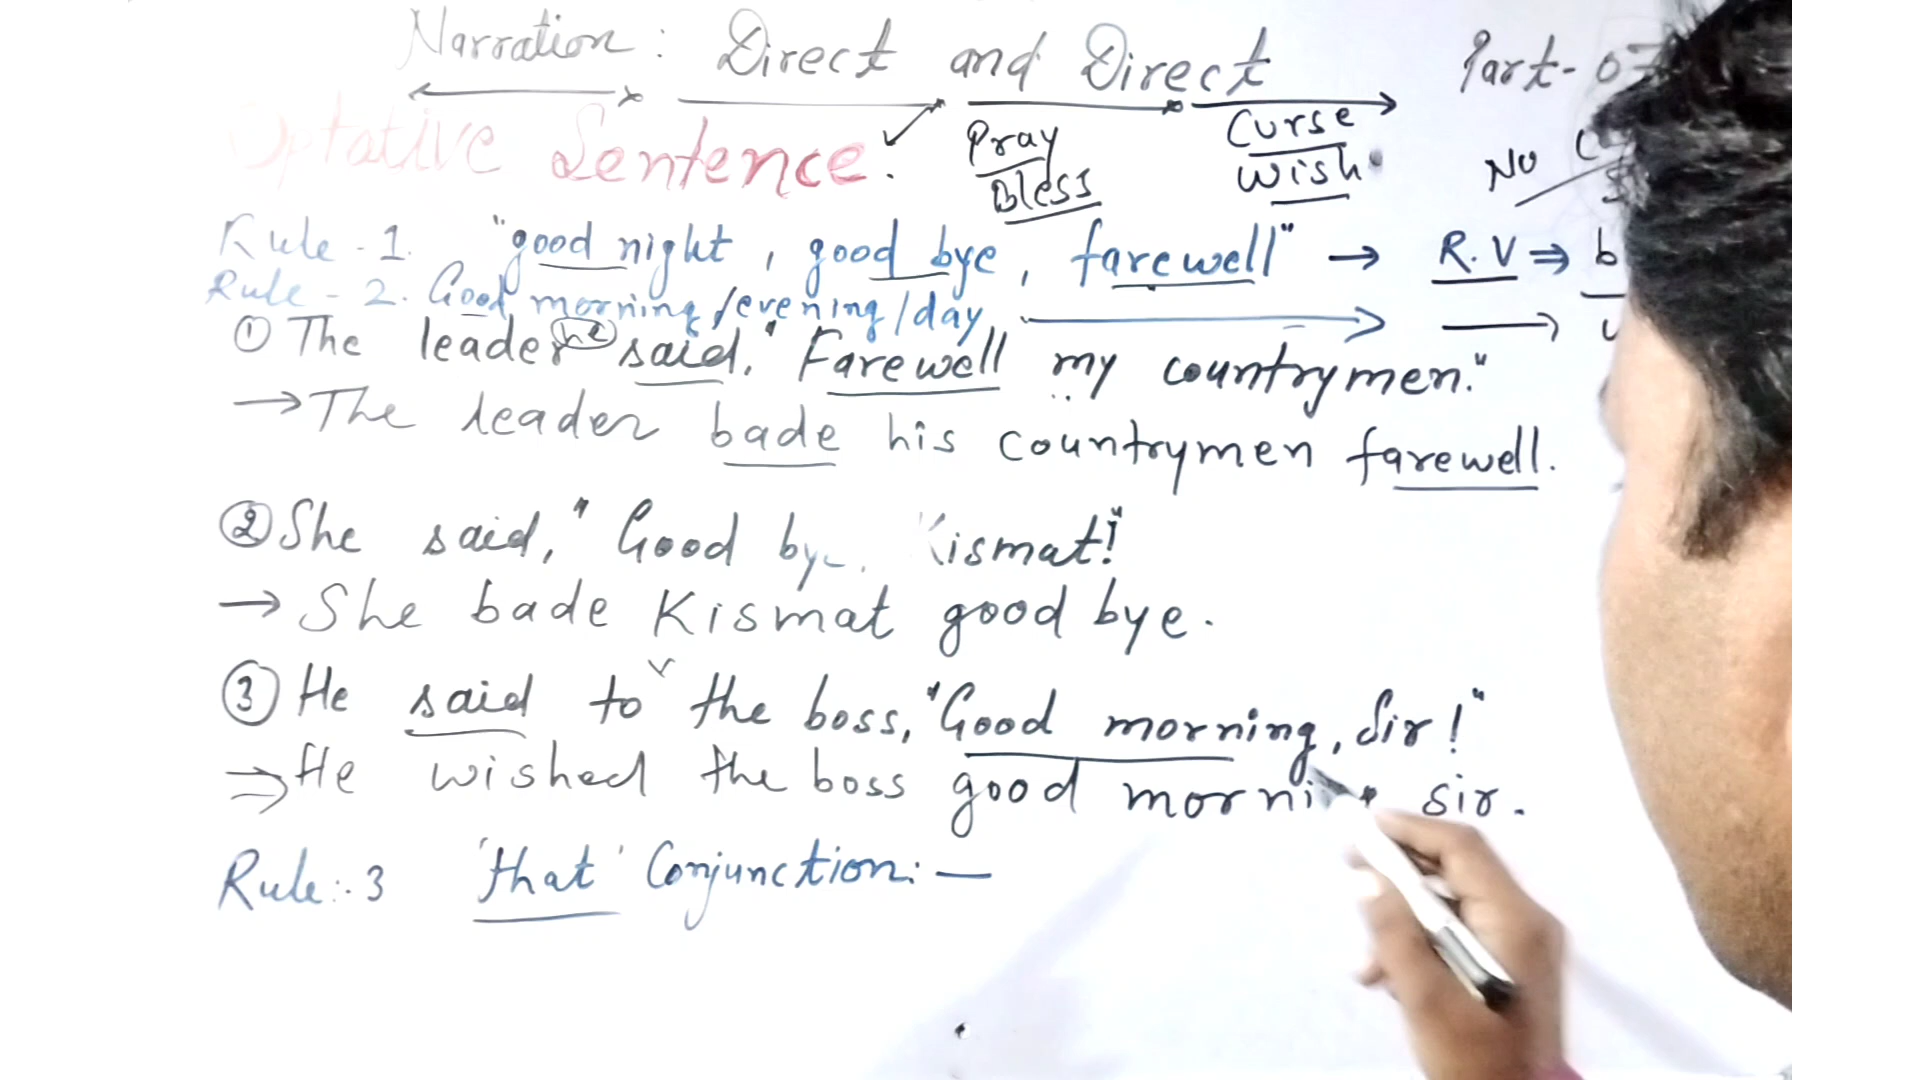 Narration: Direct and Direct Part-07
Optative Sentence. Pray Bless Curse Wish No
Rule-1. "good night, good bye, farewell" → R.V ⇒ b
Rule-2. Good morning/evening/day,
① The leader he said, "Farewell my countrymen."
→ The leader bade his countrymen farewell.
② She said, "Good bye, Kismat!"
→ She bade Kismat good bye.
③ He said to the boss, "Good morning, Sir!"
⇒ He wished the boss good morning sir.
Rule:-3 'that' Conjunction:—